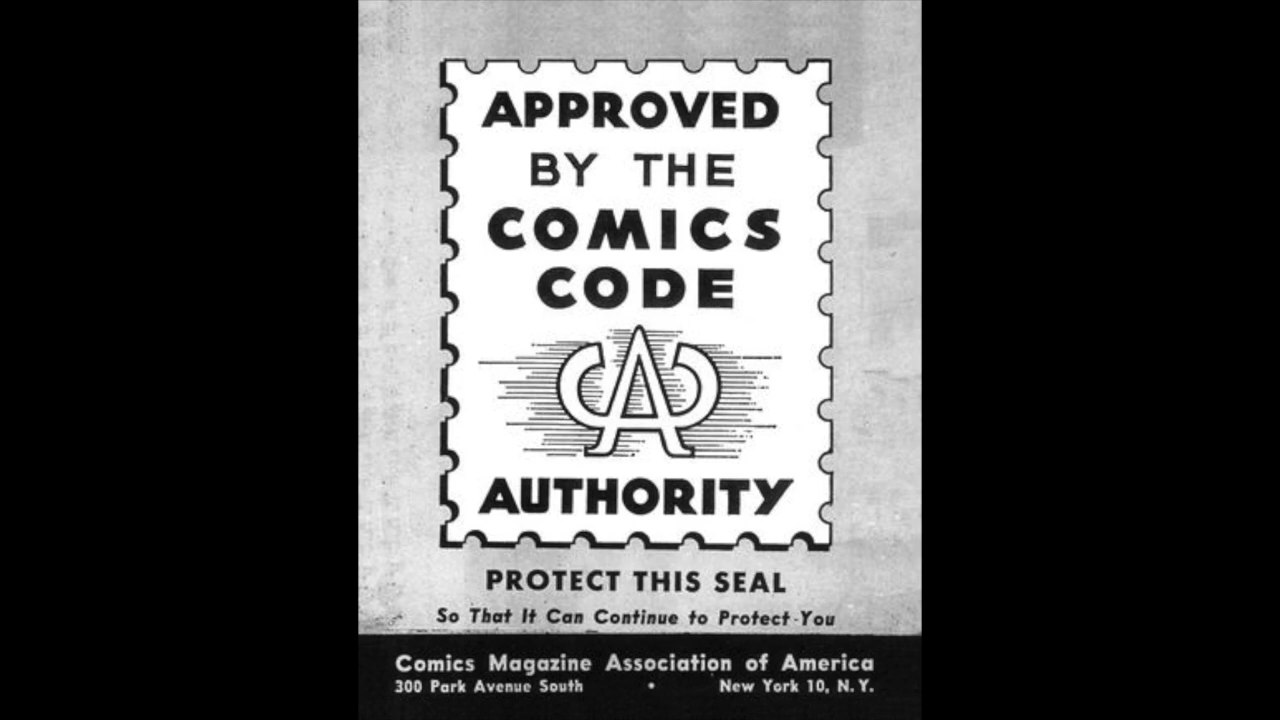 APPROVED
BY THE
COMICS
CODE
CA
AUTHORITY
PROTECT THIS SEAL
So That It Can Continue to Protect You
Comics Magazine Association of America
300 Park Avenue South • New York 10, N. Y.